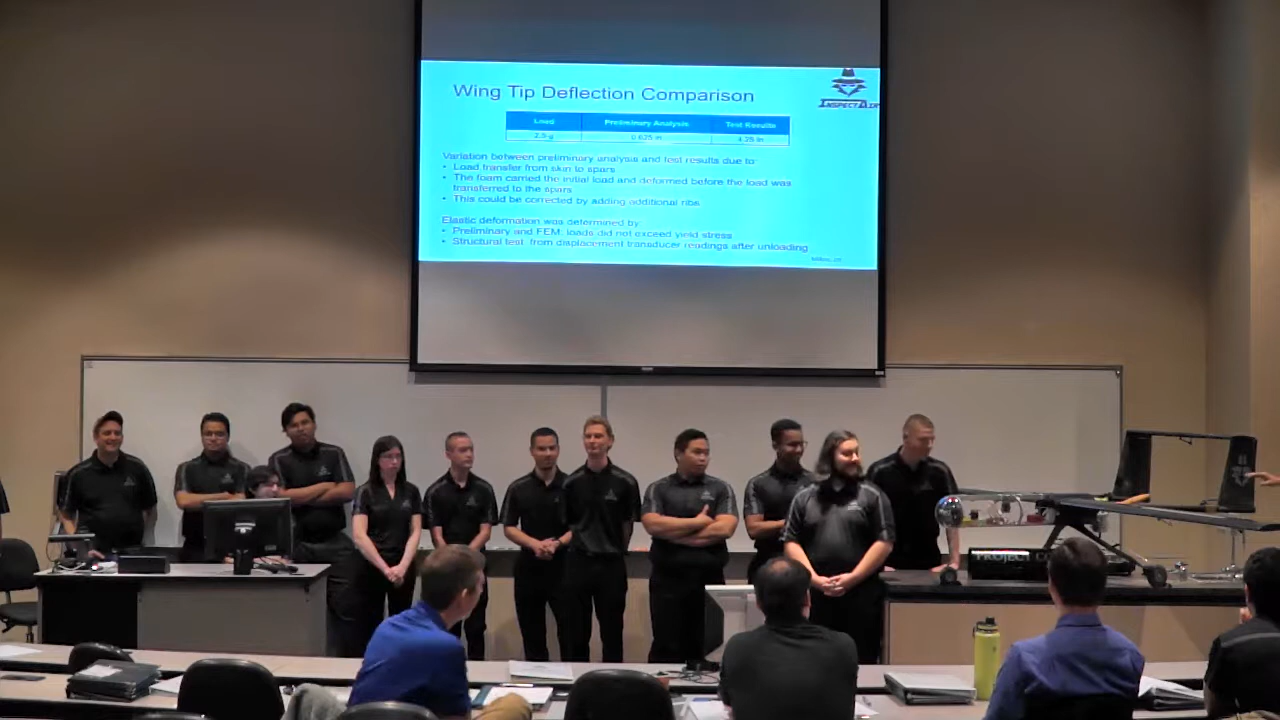 Wing Tip Deflection Comparison
INSPECTAIR
Load Preliminary Analysis Test Results
2.5-g 0.625 in
Variation between preliminary analysis and test results due to:
• Load transfer from skin to spars
• The foam carried the initial load and deformed before the load was
transferred to the spars
• This could be corrected by adding additional ribs
Elastic deformation was determined by:
• Preliminary and FEM: loads did not exceed yield stress
• Structural test: from displacement transducer readings after unloading
PROJECT